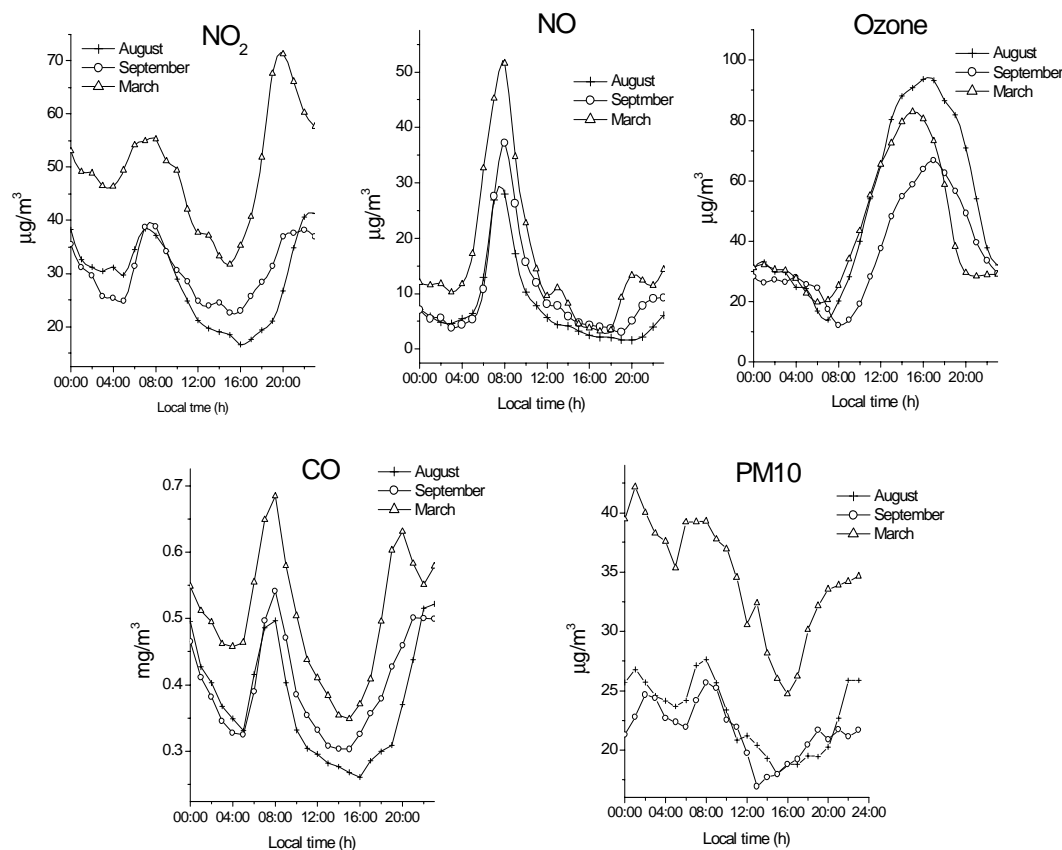 NO2
August
September
March
70
60
50
40
30
20
µg/m³
00:00 04:00 08:00 12:00 16:00 20:00
Local tme (h)
NO
August
Septmber
March
50
40
30
20
10
0
µg/m³
00:00 04:00 08:00 12:00 16:00 20:00
Local time (h)
Ozone
August
September
March
100
80
60
40
20
0
µg/m³
00:00 04:00 08:00 12:00 16:00 20:00
Local time (h)
CO
August
September
March
0.7
0.6
0.5
0.4
0.3
mg/m³
00:00 04:00 08:00 12:00 16:00 20:00
Local time (h)
PM10
August
September
March
40
35
30
25
20
µg/m³
00:00 04:00 08:00 12:00 16:00 20:00 24:00
Local time (h)